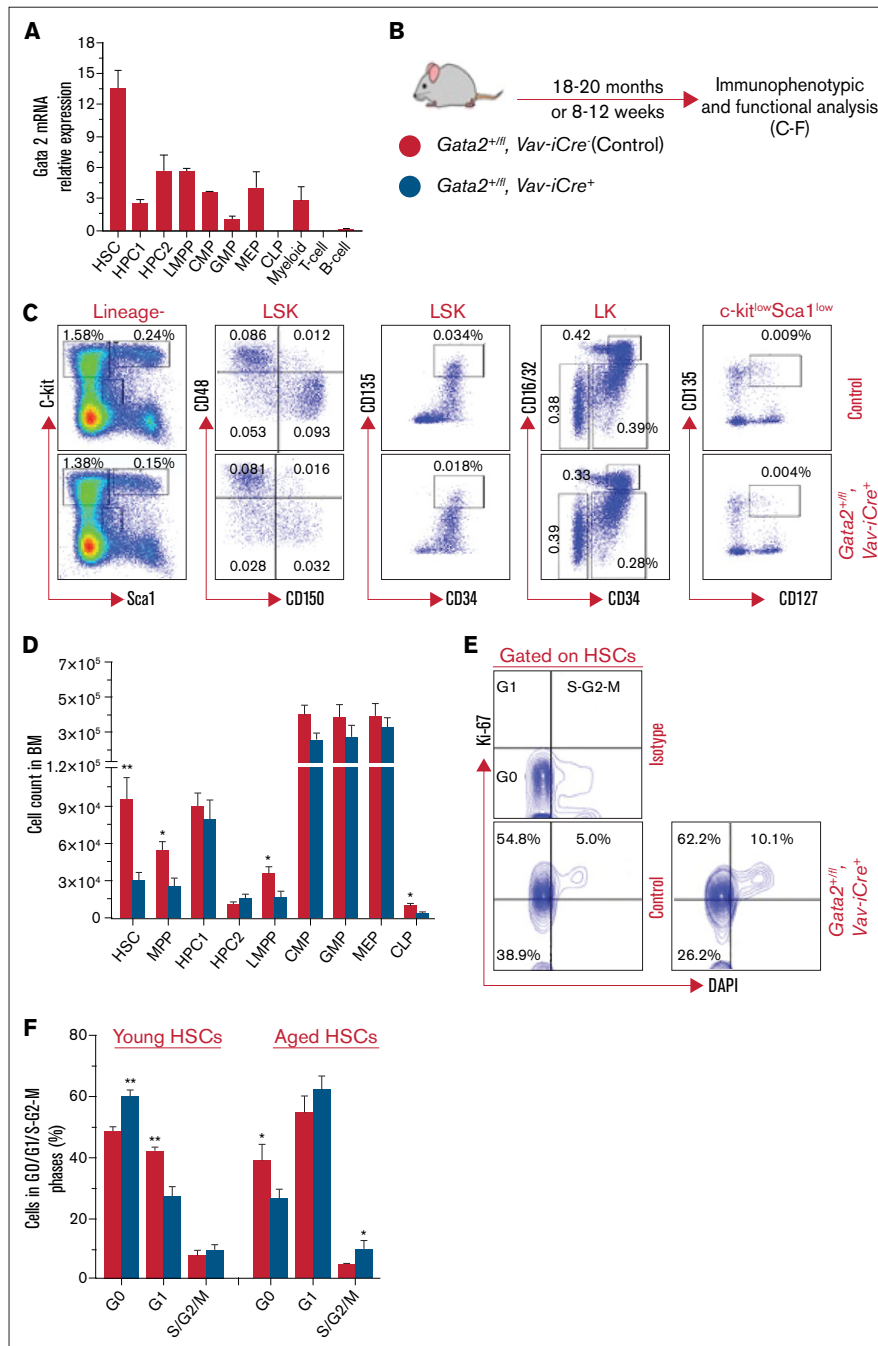 A
18
15
12
9
6
3
0
Gata 2 mRNA
relative expression
HSC
HPC1
HPC2
LMPP
CMP
GMP
MEP
CLP
Myeloid
T-cell
B-cell
B
18-20 months
or 8-12 weeks
Immunophenotypic
and functional analysis
(C-F)
Gata2+/fl, Vav-iCre-(Control)
Gata2+/fl, Vav-iCre+
C
Lineage-
LSK
LSK
LK
c-kitlowSca1low
1.58%
0.24%
C-kit
0.086
0.012
CD48
0.053
0.093
0.034%
CD135
0.42
CD16/32
0.38
0.39%
0.009%
CD135
Control
1.38%
0.15%
0.081
0.016
0.028
0.032
0.018%
0.33
0.39
0.28%
0.004%
Gata2+/fl,
Vav-iCre+
Sca1
CD150
CD34
CD34
CD127
D
7×10⁵
5×10⁵
3×10⁵
1.2×10⁵
9×10⁴
6×10⁴
3×10⁴
0
Cell count in BM
**
*
*
*
HSC
MPP
HPC1
HPC2
LMPP
CMP
GMP
MEP
CLP
E
Gated on HSCs
G1
S-G2-M
Ki-67
G0
Isotype
54.8%
5.0%
38.9%
Control
62.2%
10.1%
26.2%
Gata2+/fl,
Vav-iCre+
DAPI
F
80
60
40
20
0
Cells in G0/G1/S-G2-M
phases (%)
Young HSCs
Aged HSCs
**
**
*
*
G0
G1
S/G2/M
G0
G1
S/G2/M